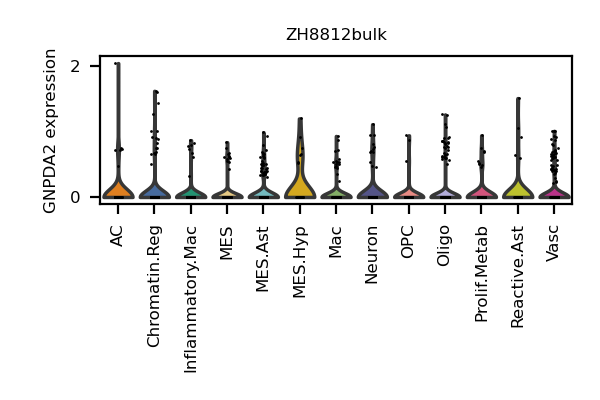 ZH8812bulk
GNPDA2 expression
2
0
AC
Chromatin.Reg
Inflammatory.Mac
MES
MES.Ast
MES.Hyp
Mac
Neuron
OPC
Oligo
Prolif.Metab
Reactive.Ast
Vasc